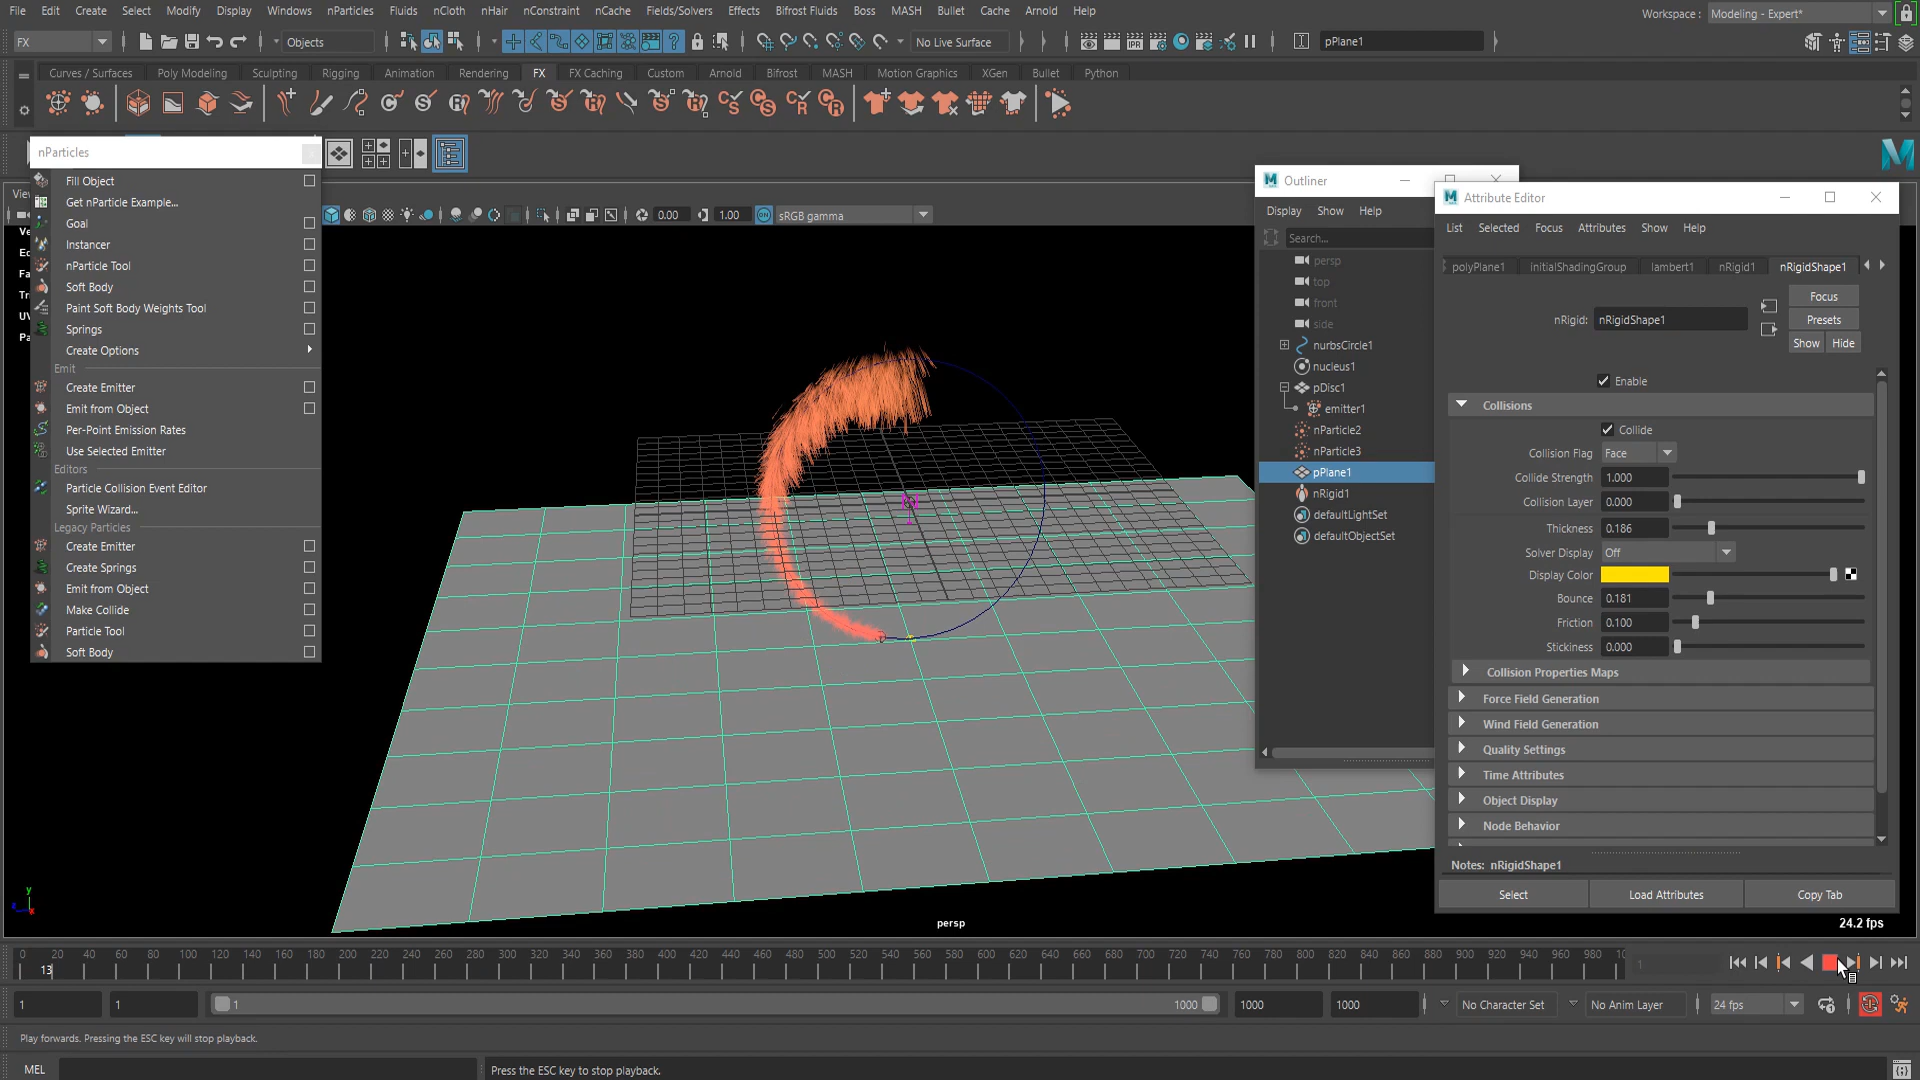 File Edit Create Select Modify Display Windows nParticles Fluids nCloth nHair nConstraint nCache Fields/Solvers Effects Bifrost Fluids Boss MASH Bullet Cache Arnold Help
Workspace : Modeling - Expert*
FX Objects No Live Surface pPlane1
Curves / Surfaces Poly Modeling Sculpting Rigging Animation Rendering FX FX Caching Custom Arnold Bifrost MASH Motion Graphics XGen Bullet Python
nParticles
Fill Object
Get nParticle Example...
Goal
Instancer
nParticle Tool
Soft Body
Paint Soft Body Weights Tool
Springs
Create Options
Emit
Create Emitter
Emit from Object
Per-Point Emission Rates
Use Selected Emitter
Editors
Particle Collision Event Editor
Sprite Wizard...
Legacy Particles
Create Emitter
Create Springs
Emit from Object
Make Collide
Particle Tool
Soft Body
0.00 1.00 sRGB gamma
Outliner
Display Show Help
Search...
persp
top
front
side
nurbsCircle1
nucleus1
pDisc1
emitter1
nParticle2
nParticle3
pPlane1
nRigid1
defaultLightSet
defaultObjectSet
Attribute Editor
List Selected Focus Attributes Show Help
polyPlane1 initialShadingGroup lambert1 nRigid1 nRigidShape1
nRigid: nRigidShape1
Focus
Presets
Show Hide
Enable
Collisions
Collide
Collision Flag Face
Collide Strength 1.000
Collision Layer 0.000
Thickness 0.186
Solver Display Off
Display Color
Bounce 0.181
Friction 0.100
Stickiness 0.000
Collision Properties Maps
Force Field Generation
Wind Field Generation
Quality Settings
Time Attributes
Object Display
Node Behavior
Notes: nRigidShape1
Select Load Attributes Copy Tab
persp
24.2 fps
0 20 40 60 80 100 120 140 160 180 200 220 240 260 280 300 320 340 360 380 400 420 440 460 480 500 520 540 560 580 600 620 640 660 680 700 720 740 760 780 800 820 840 860 880 900 920 940 960 980
13
1
1 1 1 1000 1000 1000 No Character Set No Anim Layer 24 fps
Play forwards. Pressing the ESC key will stop playback.
MEL Press the ESC key to stop playback.